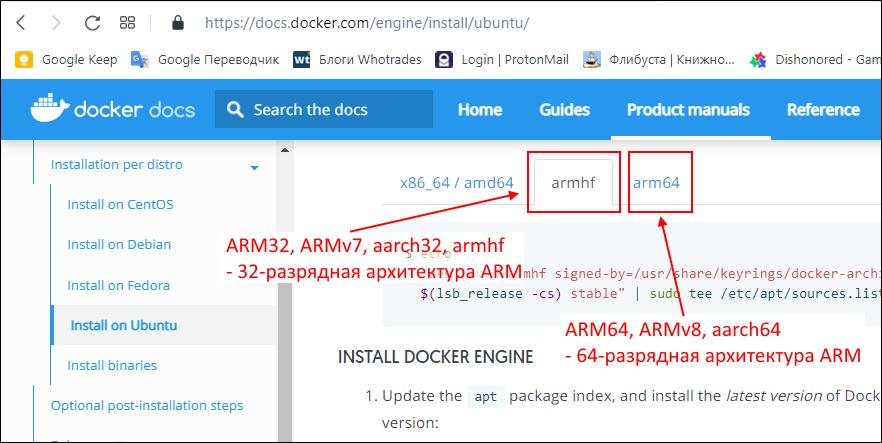 https://docs.docker.com/engine/install/ubuntu/
Google Keep
Google Переводчик
Wt
Блоги Whotrades
Login | ProtonMail
Флибуста | Книжно...
Dishonored - Gam
docker docs
Search the docs
Home
Guides
Product manuals
Reference
Installation per distro
Install on CentOS
Install on Debian
Install on Fedora
Install on Ubuntu
Install binaries
Optional post-installation steps
x86_64 / amd64
armhf
arm64
ARM32, ARMv7, aarch32, armhf
- 32-разрядная архитектура ARM
$ echo
mhf signed-by=/usr/share/keyrings/docker-archi
$(lsb_release -cs) stable" | sudo tee /etc/apt/sources.list
ARM64, ARMv8, aarch64
- 64-разрядная архитектура ARM
INSTALL DOCKER ENGINE
1. Update the apt package index, and install the latest version of Dock
version: